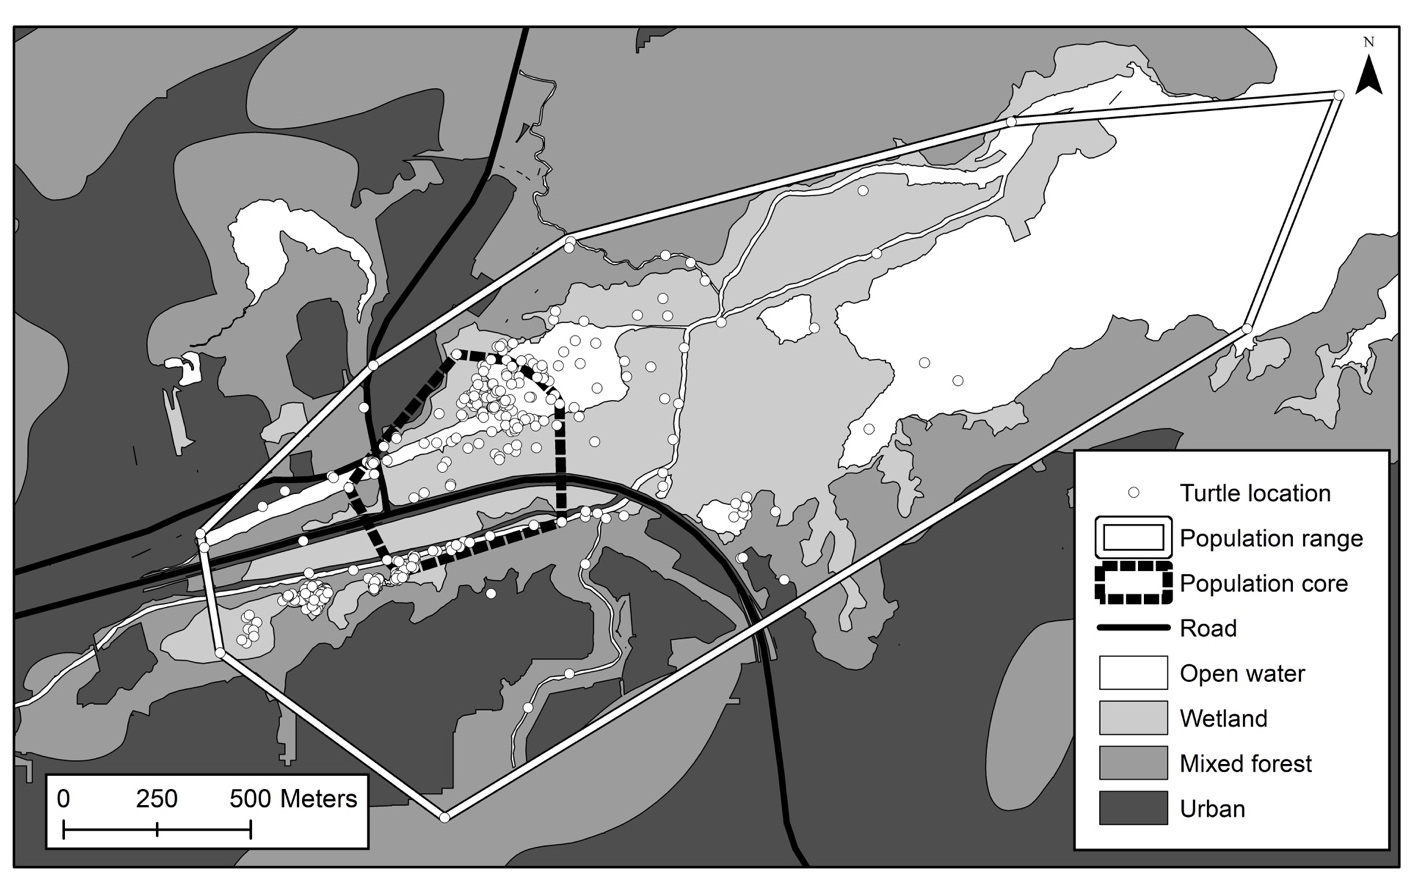 N
Turtle location
Population range
Population core
Road
Open water
Wetland
Mixed forest
Urban
0 250 500 Meters